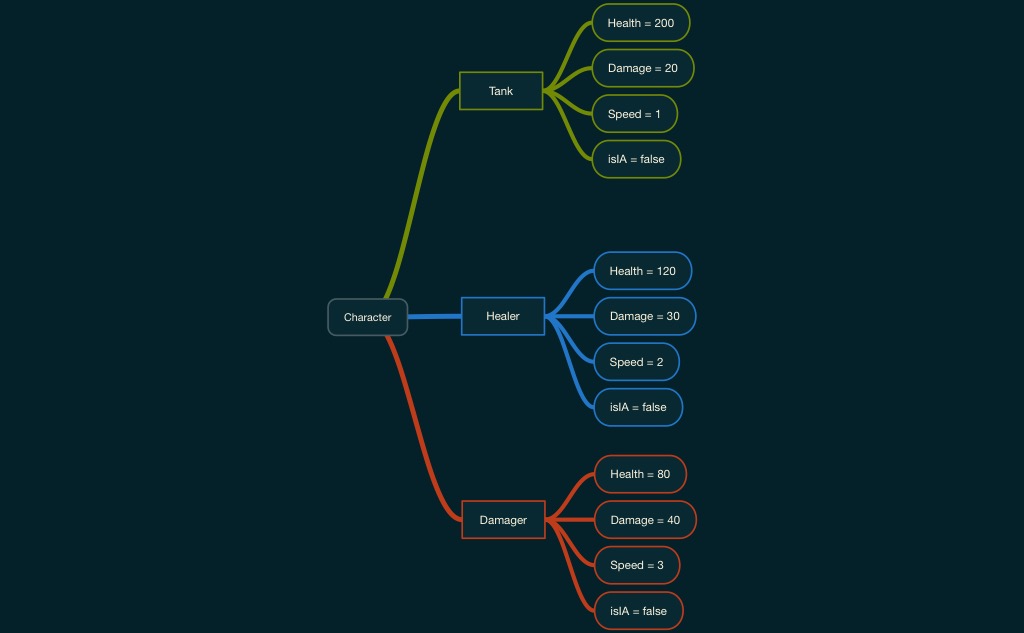 Character
Tank
Health = 200
Damage = 20
Speed = 1
isIA = false
Healer
Health = 120
Damage = 30
Speed = 2
isIA = false
Damager
Health = 80
Damage = 40
Speed = 3
isIA = false